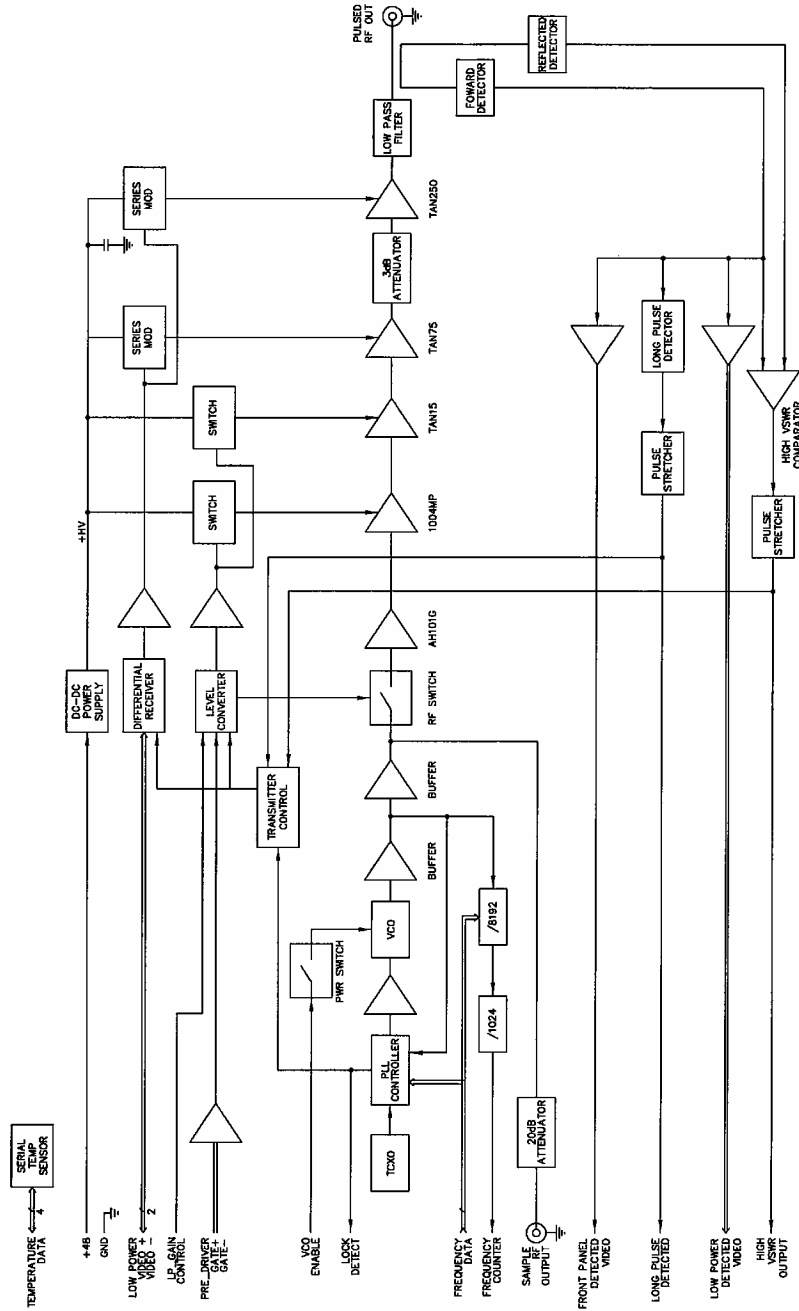 TEMPERATURE
DATA
4
SERIAL
TEMP
SENSOR
+48
GND
LOW POWER
VIDEO +
VIDEO -
2
LP_GAIN
CONTROL
PRE_DRIVER
GATE+
GATE-
VCO
ENABLE
LOCK
DETECT
FREQUENCY
DATA
FREQUENCY
COUNTER
SAMPLE
RF
OUTPUT
FRONT PANEL
DETECTED
VIDEO
LONG PULSE
DETECTED
LOW POWER
DETECTED
VIDEO
HIGH
VSWR
OUTPUT
TCXO
PLL
CONTROLLER
PWR SWITCH
VCO
BUFFER
BUFFER
/8192
/1024
20dB
ATTENUATOR
TRANSMITTER
CONTROL
DC-DC
POWER
SUPPLY
DIFFERENTIAL
RECEIVER
LEVEL
CONVERTER
RF SWITCH
AH101G
+HV
SWITCH
SWITCH
1004MP
TAN15
SERIES
MOD
SERIES
MOD
TAN75
3dB
ATTENUATOR
TAN250
LOW PASS
FILTER
PULSED
RF OUT
FOWARD
DETECTOR
REFLECTED
DETECTOR
LONG PULSE
DETECTOR
PULSE
STRETCHER
HIGH VSWR
COMPARATOR
PULSE
STRETCHER